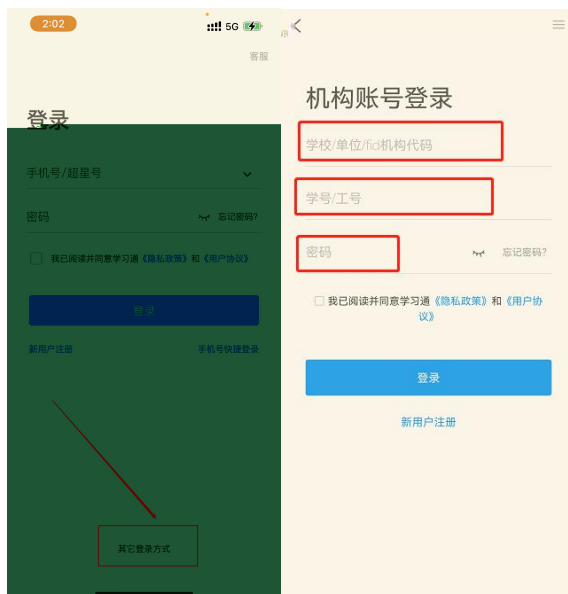 2:02
5G
客服
登录
手机号/超星号
密码
忘记密码?
我已阅读并同意学习通《隐私政策》和《用户协议》
登录
新用户注册
手机号快捷登录
其它登录方式
机构账号登录
学校/单位/fid机构代码
学号/工号
密码
忘记密码?
我已阅读并同意学习通《隐私政策》和《用户协
议》
登录
新用户注册